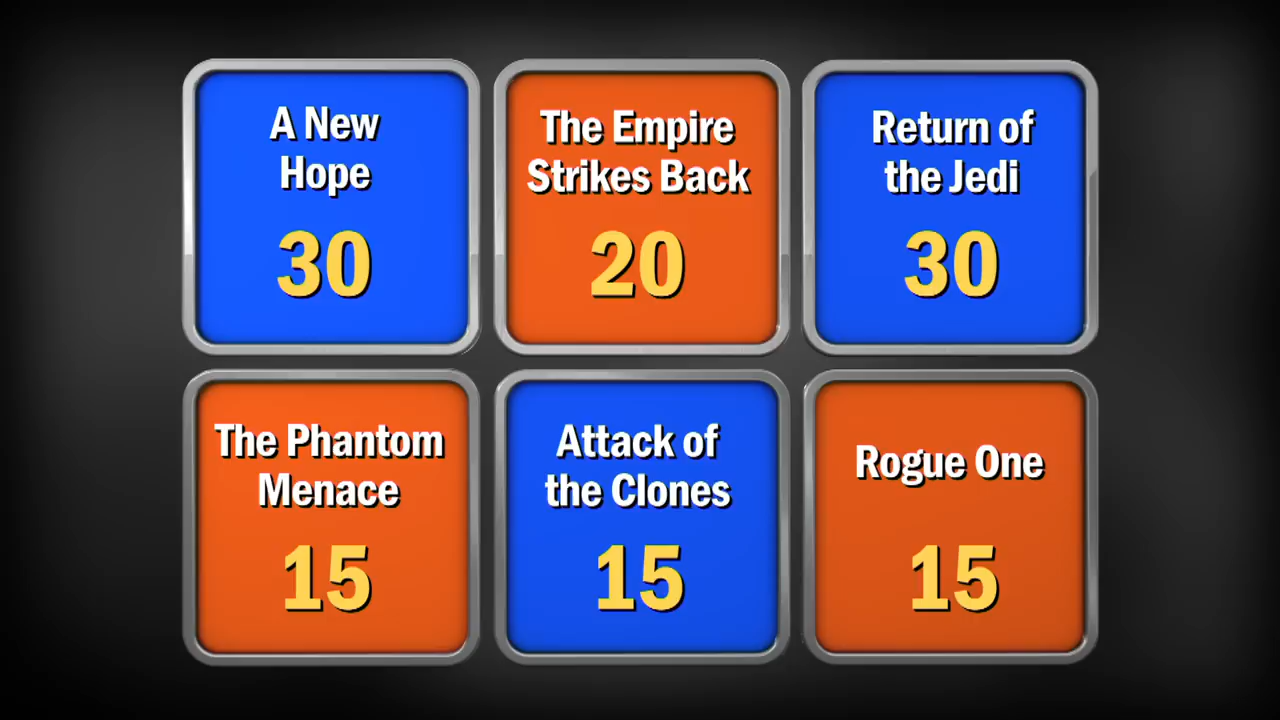 A New
Hope
30
The Empire
Strikes Back
20
Return of
the Jedi
30
The Phantom
Menace
15
Attack of
the Clones
15
Rogue One
15